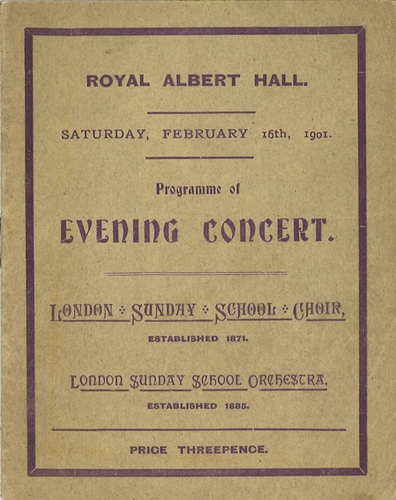 ROYAL ALBERT HALL.
SATURDAY, FEBRUARY 16th, 1901.
Programme of
EVENING CONCERT.
LONDON SUNDAY SCHOOL CHOIR,
ESTABLISHED 1871.
LONDON SUNDAY SCHOOL ORCHESTRA,
ESTABLISHED 1885.
PRICE THREEPENCE.